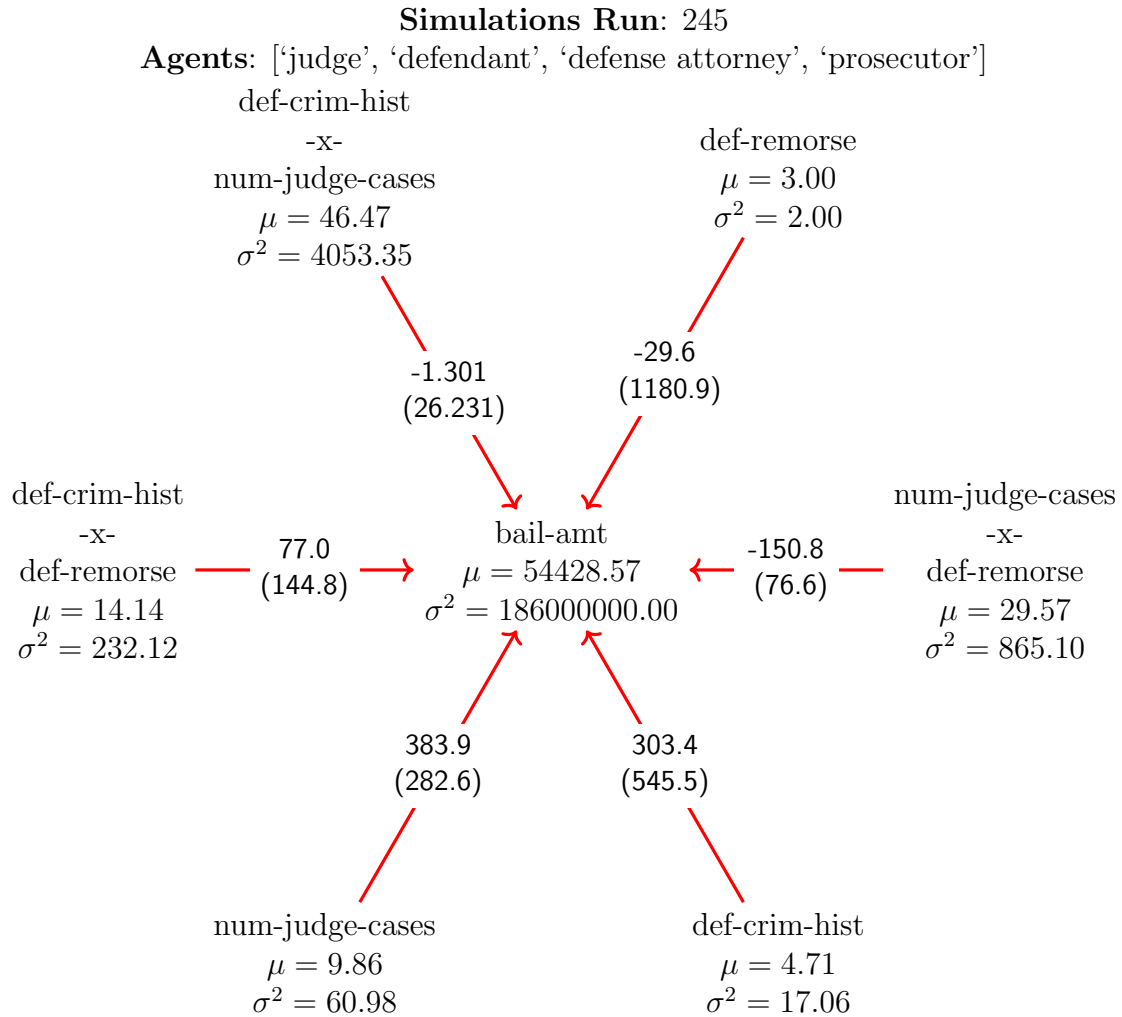 Simulations Run: 245
Agents: [‘judge’, ‘defendant’, ‘defense attorney’, ‘prosecutor’]
def-crim-hist
-x-
num-judge-cases
μ = 46.47
σ² = 4053.35
def-remorse
μ = 3.00
σ² = 2.00
-1.301
(26.231)
-29.6
(1180.9)
def-crim-hist
-x-
def-remorse
μ = 14.14
σ² = 232.12
77.0
(144.8)
bail-amt
μ = 54428.57
σ² = 186000000.00
-150.8
(76.6)
num-judge-cases
-x-
def-remorse
μ = 29.57
σ² = 865.10
383.9
(282.6)
303.4
(545.5)
num-judge-cases
μ = 9.86
σ² = 60.98
def-crim-hist
μ = 4.71
σ² = 17.06